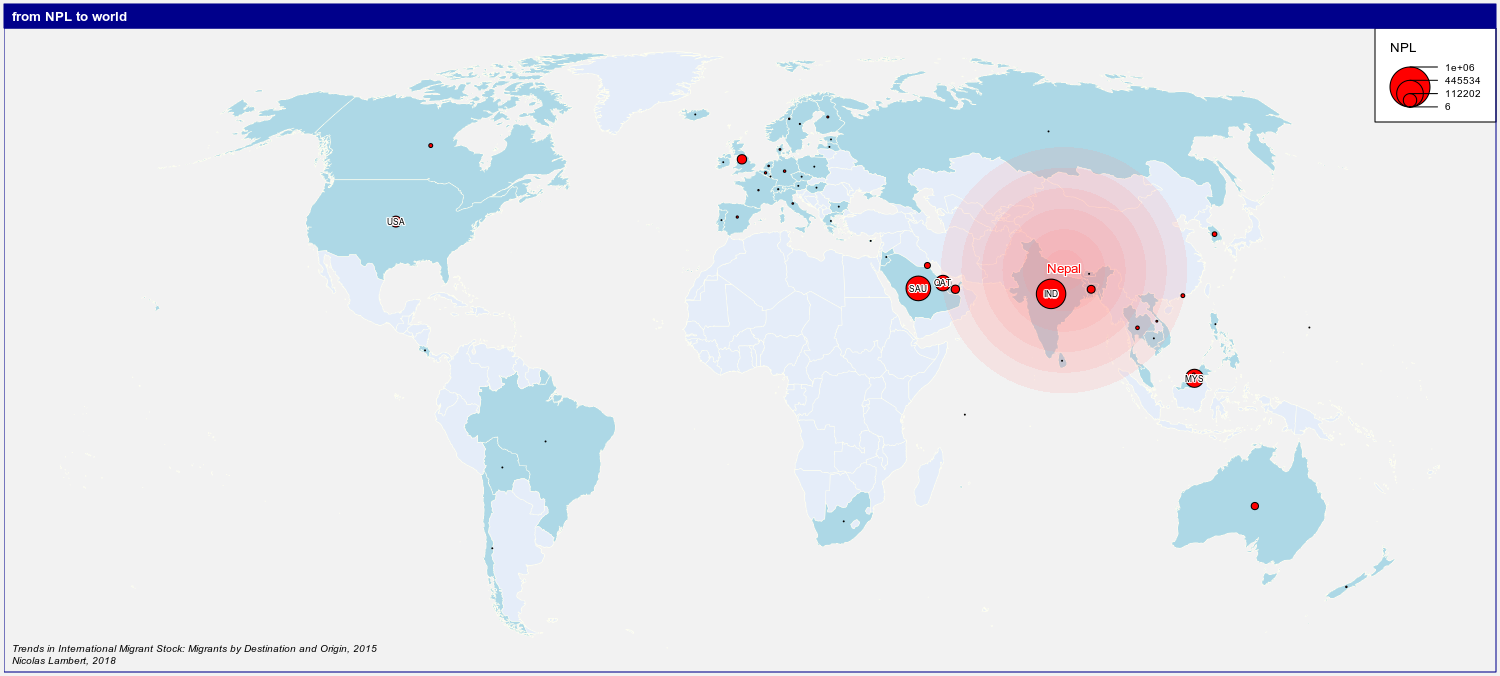 from NPL to world
NPL
1e+06
445534
112202
6
USA
Nepal
SAU
QAT
IND
MYS
Trends in International Migrant Stock: Migrants by Destination and Origin, 2015
Nicolas Lambert, 2018